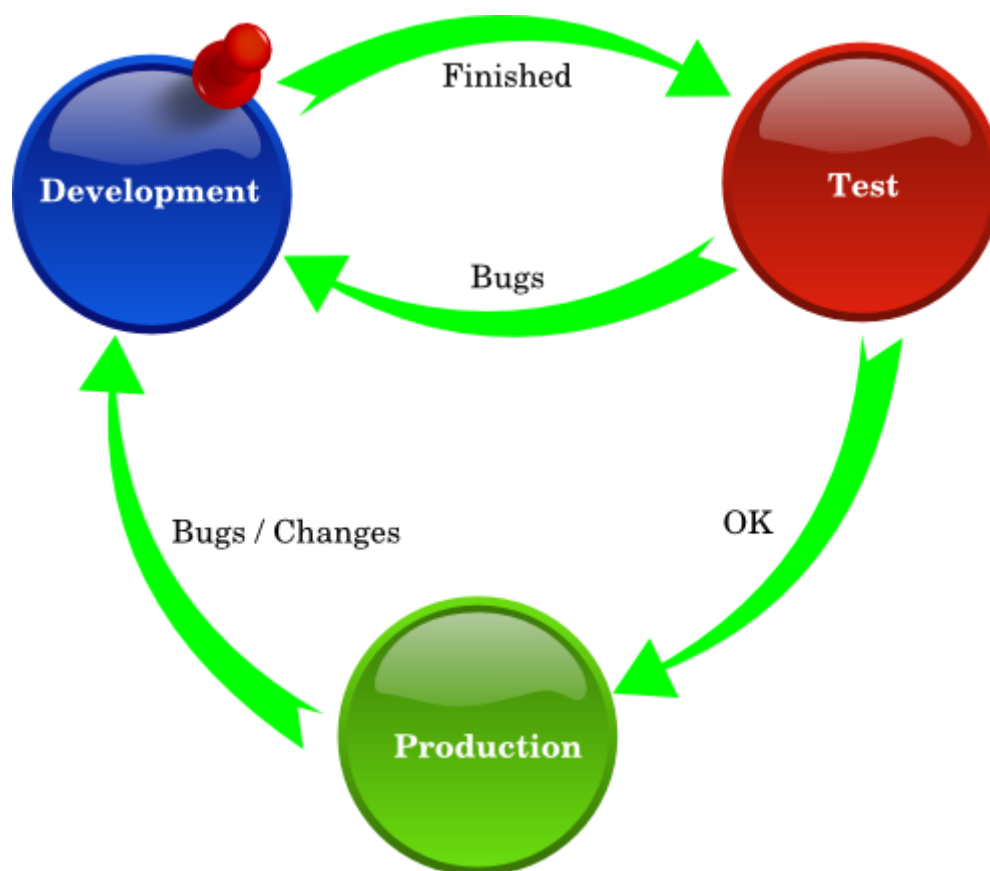 Finished
Development
Test
Bugs
Bugs / Changes
OK
Production